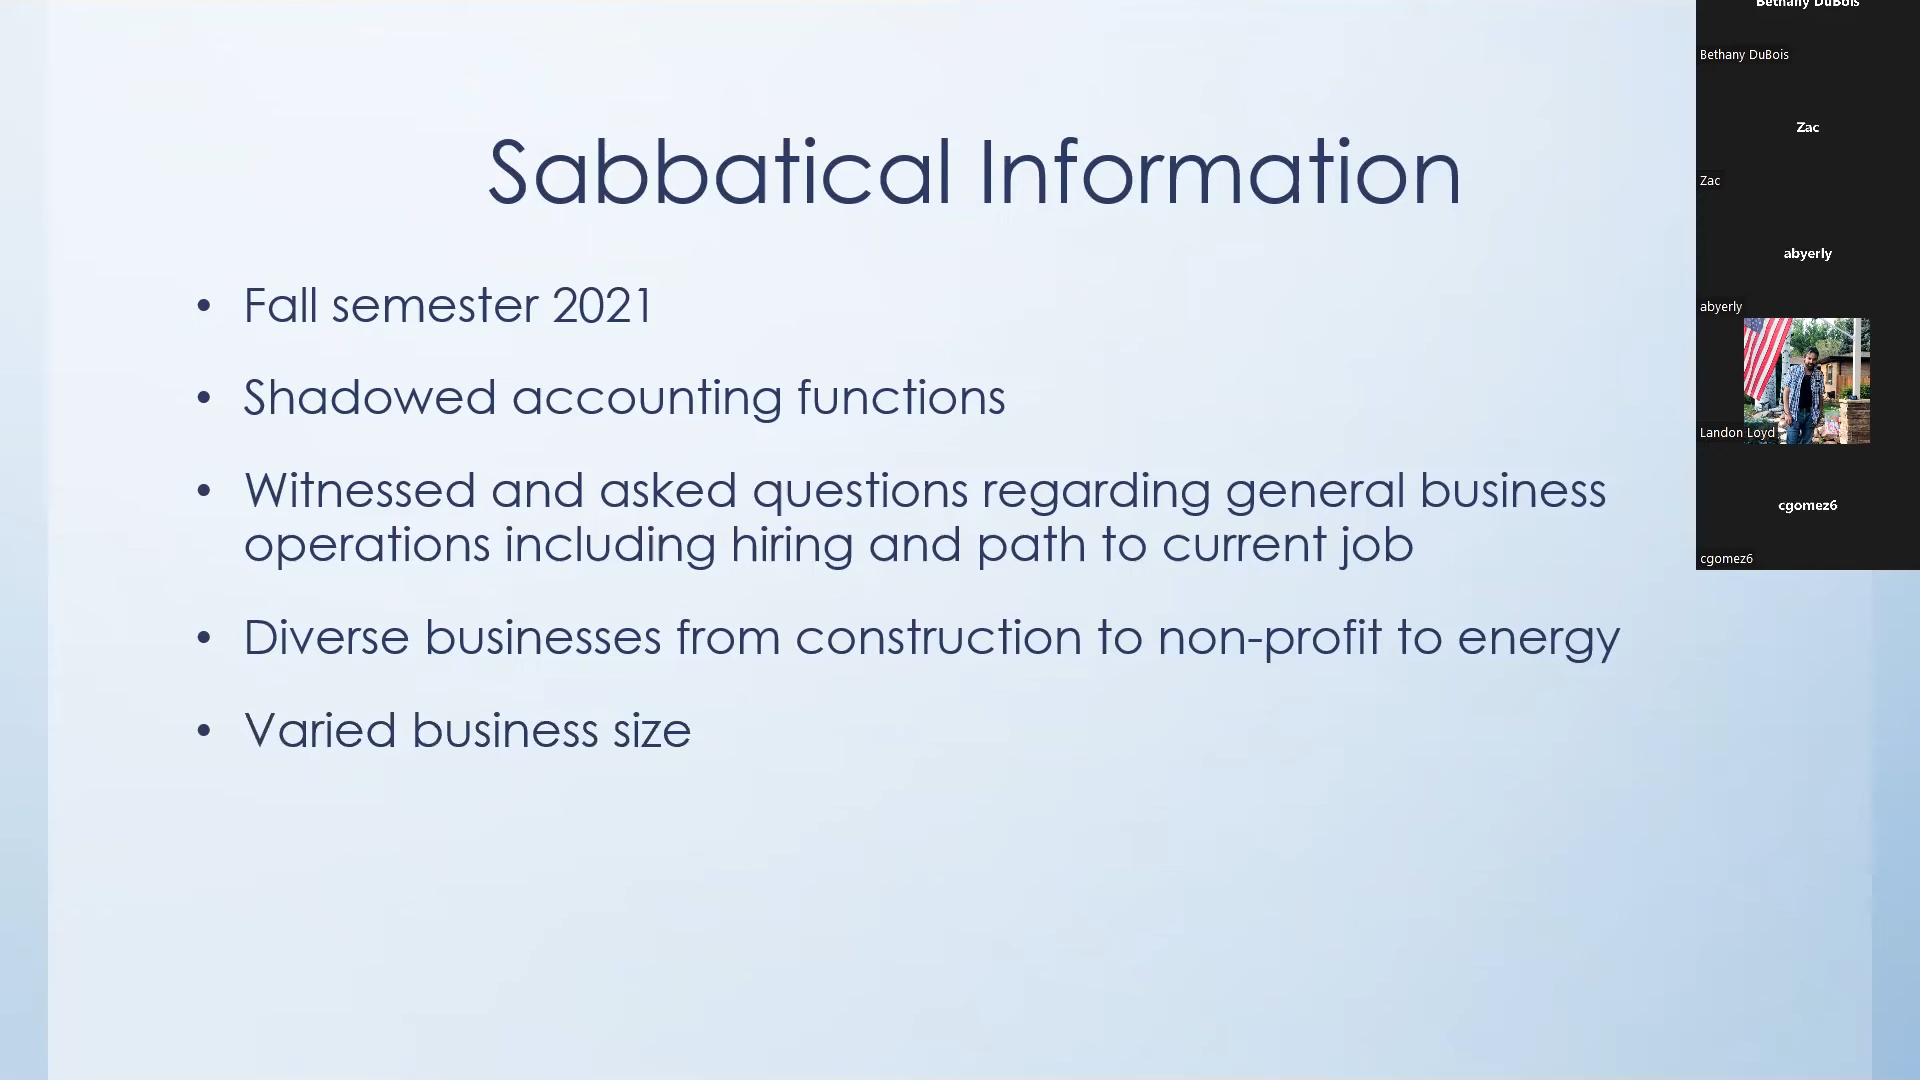 Sabbatical Information
• Fall semester 2021
• Shadowed accounting functions
• Witnessed and asked questions regarding general business
operations including hiring and path to current job
• Diverse businesses from construction to non-profit to energy
• Varied business size
Bethany DuBois
Bethany DuBois
Zac
Zac
abyerly
abyerly
Landon Loyd
cgomez6
cgomez6